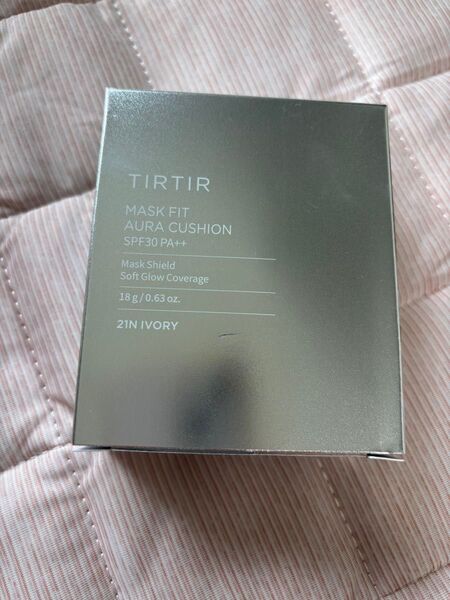 TIRTIR
MASK FIT
AURA CUSHION
SPF30 PA++
Mask Shield
Soft Glow Coverage
18 g / 0.63 oz.
21N IVORY